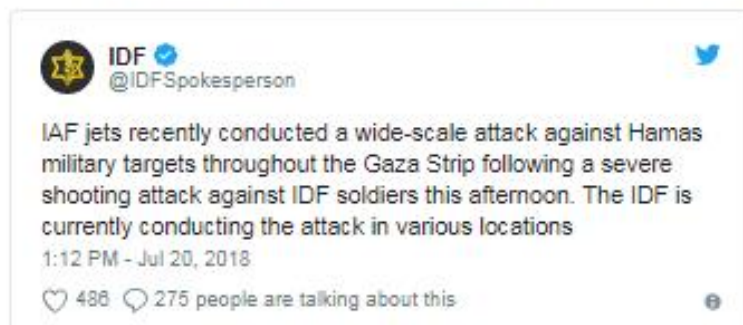 IDF
@IDFSpokesperson
IAF jets recently conducted a wide-scale attack against Hamas
military targets throughout the Gaza Strip following a severe
shooting attack against IDF soldiers this afternoon. The IDF is
currently conducting the attack in various locations
1:12 PM - Jul 20, 2018
486 275 people are talking about this